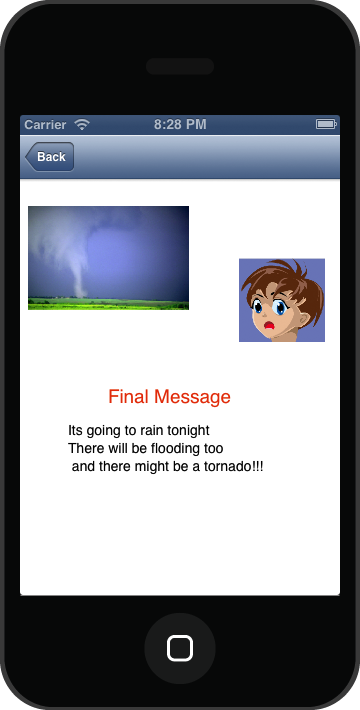 Carrier 8:28 PM
Back
Final Message
Its going to rain tonight
There will be flooding too
and there might be a tornado!!!